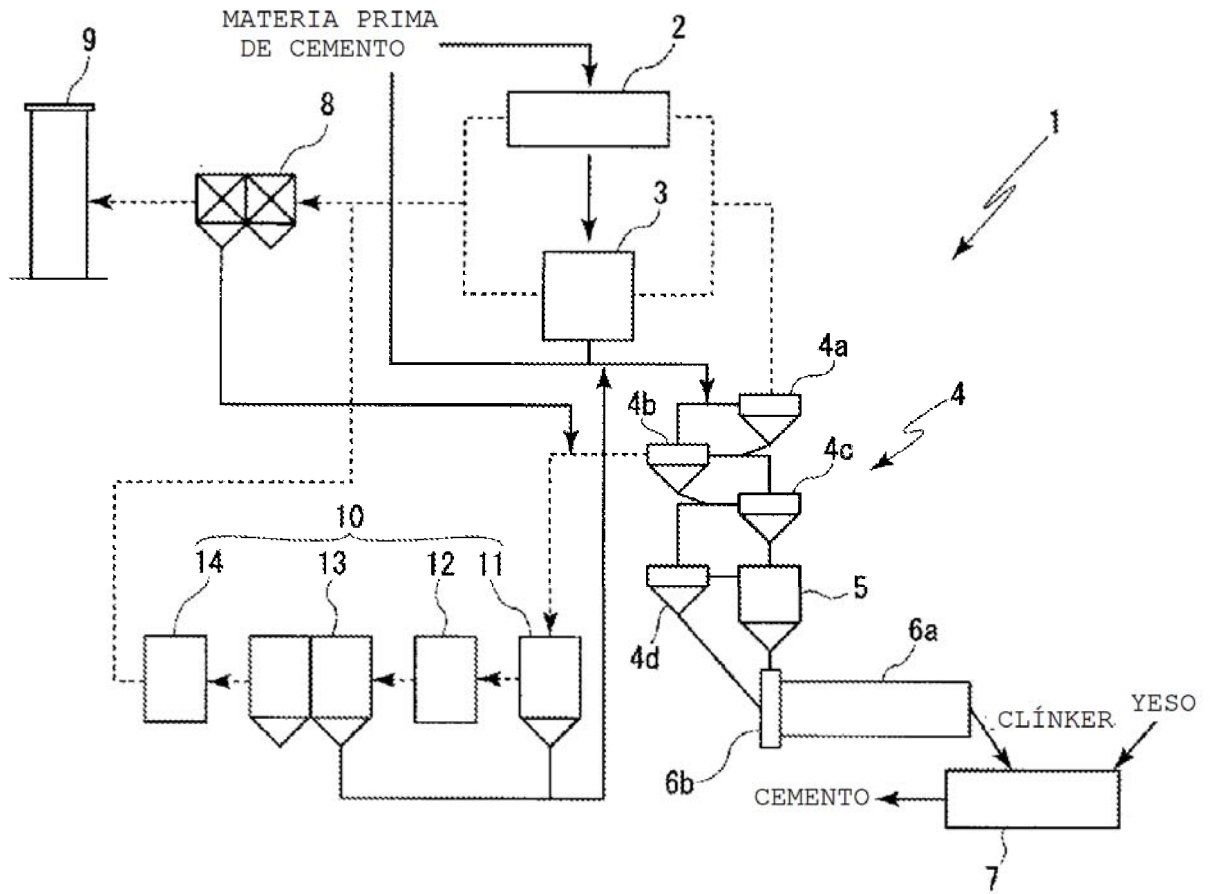 MATERIA PRIMA
DE CEMENTO
2
9
8
1
3
4a
4b
4
4c
10
14
13
12
11
5
4d
6a
CLÍNKER
YESO
6b
CEMENTO
7